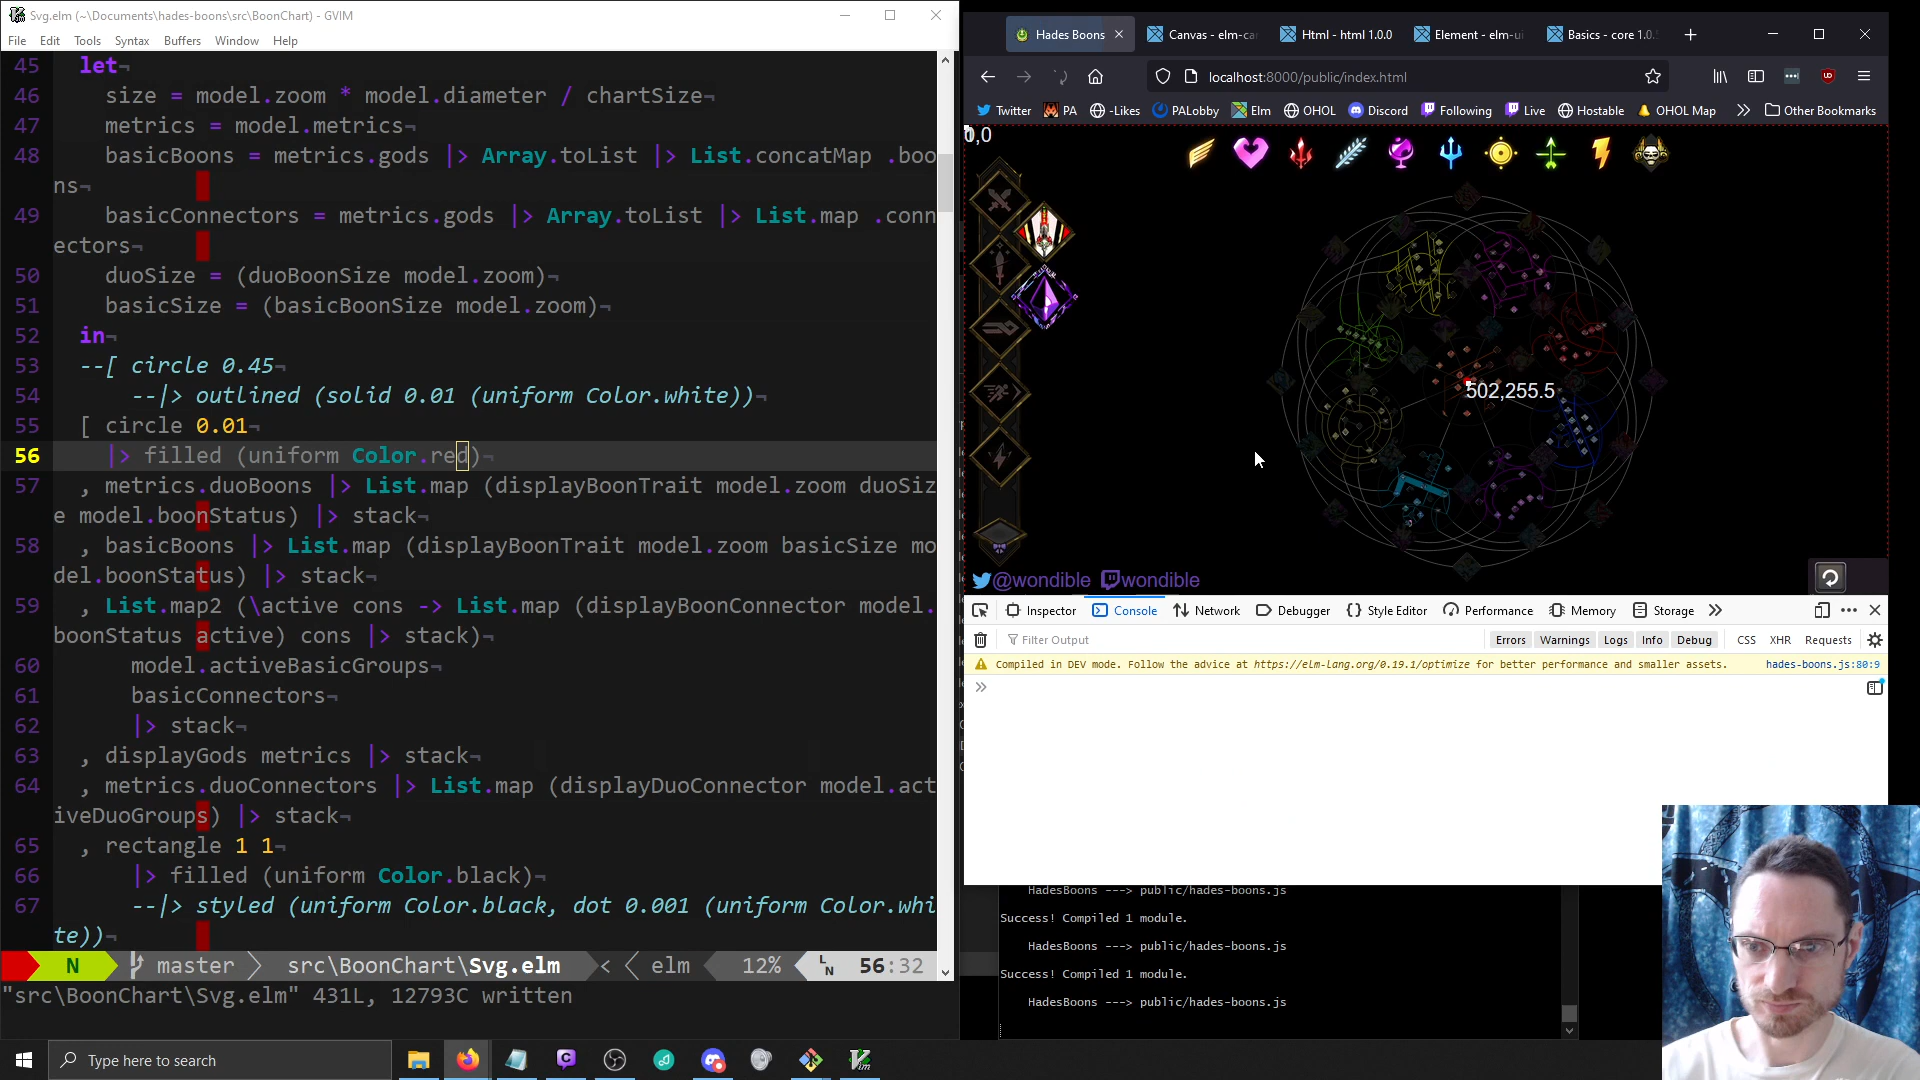 Svg.elm (~\Documents\hades-boons\src\BoonChart) - GVIM
File Edit Tools Syntax Buffers Window Help
45 let¬
46 size = model.zoom * model.diameter / chartSize¬
47 metrics = model.metrics¬
48 basicBoons = metrics.gods |> Array.toList |> List.concatMap .boo
ns¬
49 basicConnectors = metrics.gods |> Array.toList |> List.map .conn
ectors¬
50 duoSize = (duoBoonSize model.zoom)¬
51 basicSize = (basicBoonSize model.zoom)¬
52 in¬
53 --[ circle 0.45¬
54 --|> outlined (solid 0.01 (uniform Color.white))¬
55 [ circle 0.01¬
56 |> filled (uniform Color.red)¬
57 , metrics.duoBoons |> List.map (displayBoonTrait model.zoom duoSiz
e model.boonStatus) |> stack¬
58 , basicBoons |> List.map (displayBoonTrait model.zoom basicSize mo
del.boonStatus) |> stack¬
59 , List.map2 (\active cons -> List.map (displayBoonConnector model.
boonStatus active) cons |> stack)¬
60 model.activeBasicGroups¬
61 basicConnectors¬
62 |> stack¬
63 , displayGods metrics |> stack¬
64 , metrics.duoConnectors |> List.map (displayDuoConnector model.act
iveDuoGroups) |> stack¬
65 , rectangle 1 1¬
66 |> filled (uniform Color.black)¬
67 --|> styled (uniform Color.black, dot 0.001 (uniform Color.whi
te))¬
N master src\BoonChart\Svg.elm < elm 12% LN 56:32
"src\BoonChart\Svg.elm" 431L, 12793C written
Hades Boons Canvas - elm-ca Html - html 1.0.0 Element - elm-u Basics - core 1.0.
localhost:8000/public/index.html
Twitter PA -Likes PALobby Elm OHOL Discord Following Live Hostable OHOL Map Other Bookmarks
0,0
502,255.5
@wondible wondible
Inspector Console Network Debugger Style Editor Performance Memory Storage
Filter Output Errors Warnings Logs Info Debug CSS XHR Requests
Compiled in DEV mode. Follow the advice at https://elm-lang.org/0.19.1/optimize for better performance and smaller assets. hades-boons.js:80:9
HadesBoons ---> public/hades-boons.js
Success! Compiled 1 module.
HadesBoons ---> public/hades-boons.js
Success! Compiled 1 module.
HadesBoons ---> public/hades-boons.js
Type here to search